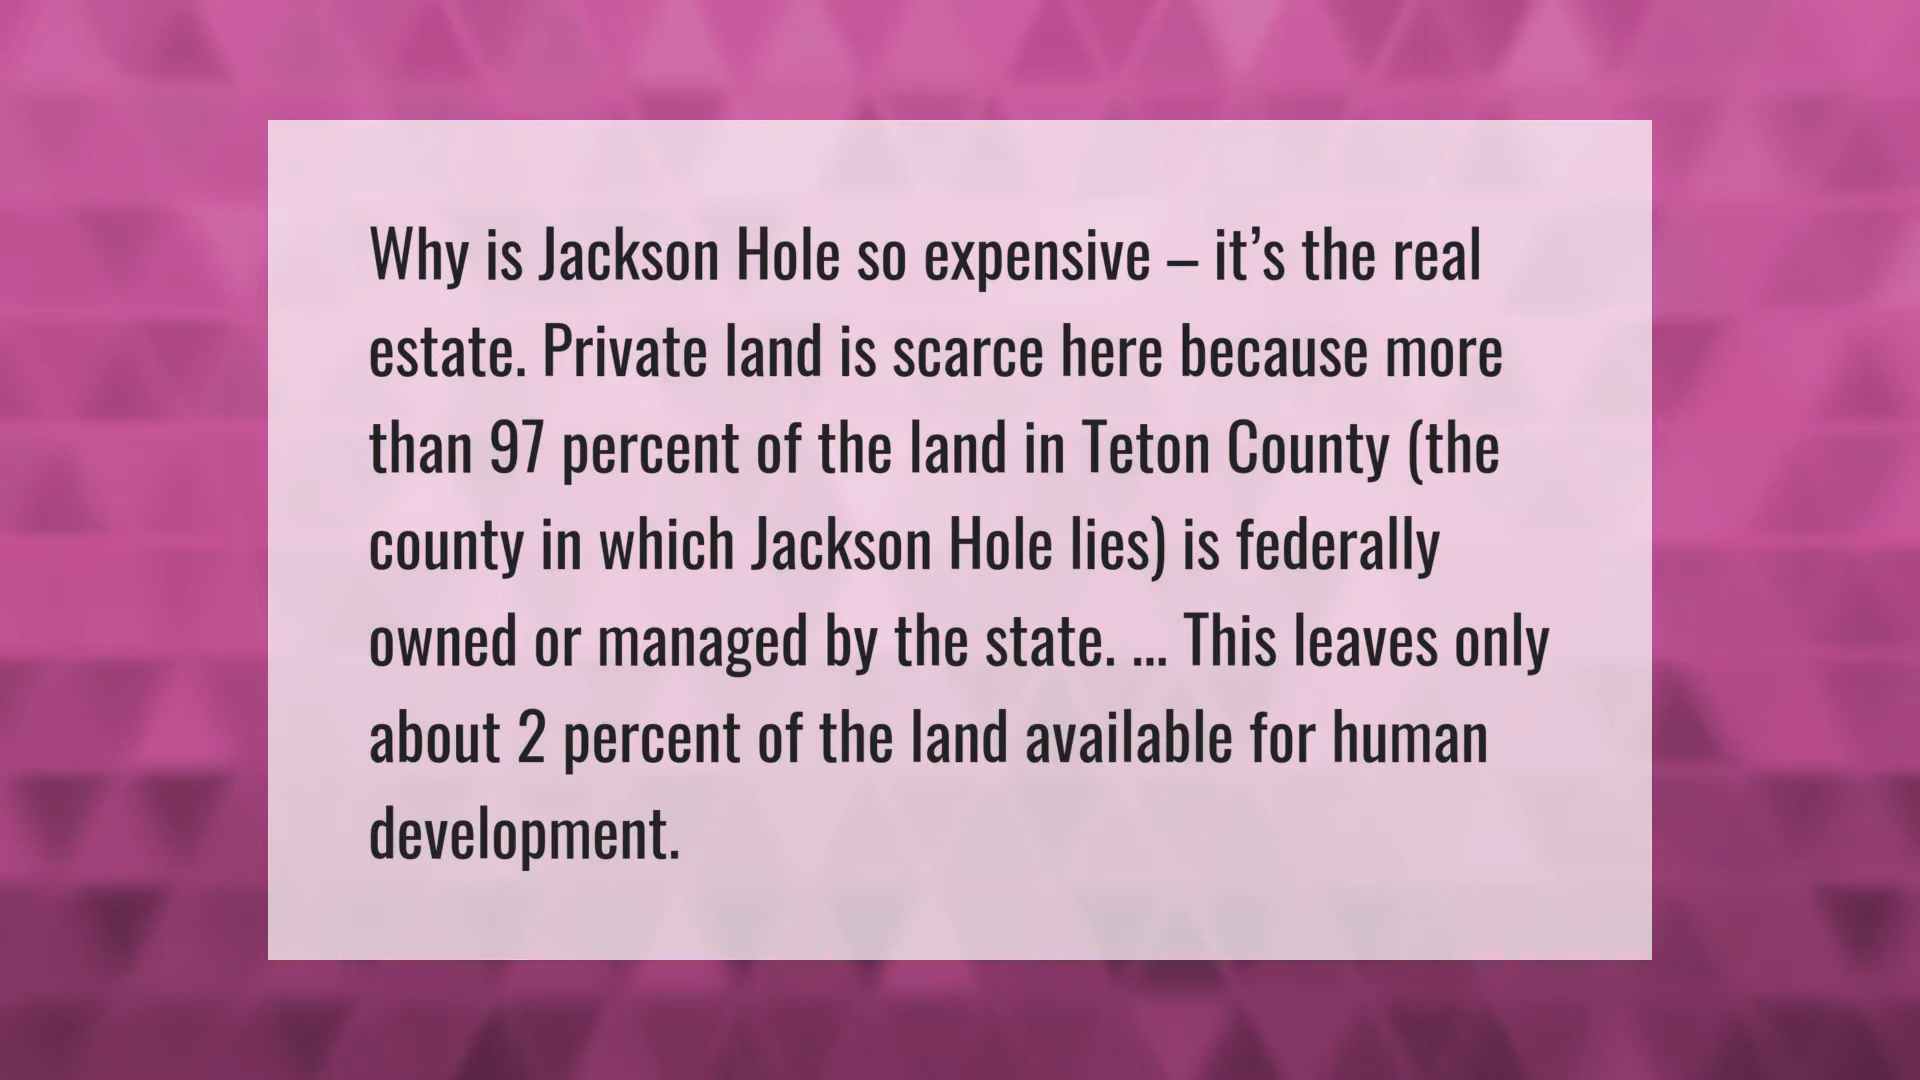 Why is Jackson Hole so expensive – it’s the real
estate. Private land is scarce here because more
than 97 percent of the land in Teton County (the
county in which Jackson Hole lies) is federally
owned or managed by the state. ... This leaves only
about 2 percent of the land available for human
development.